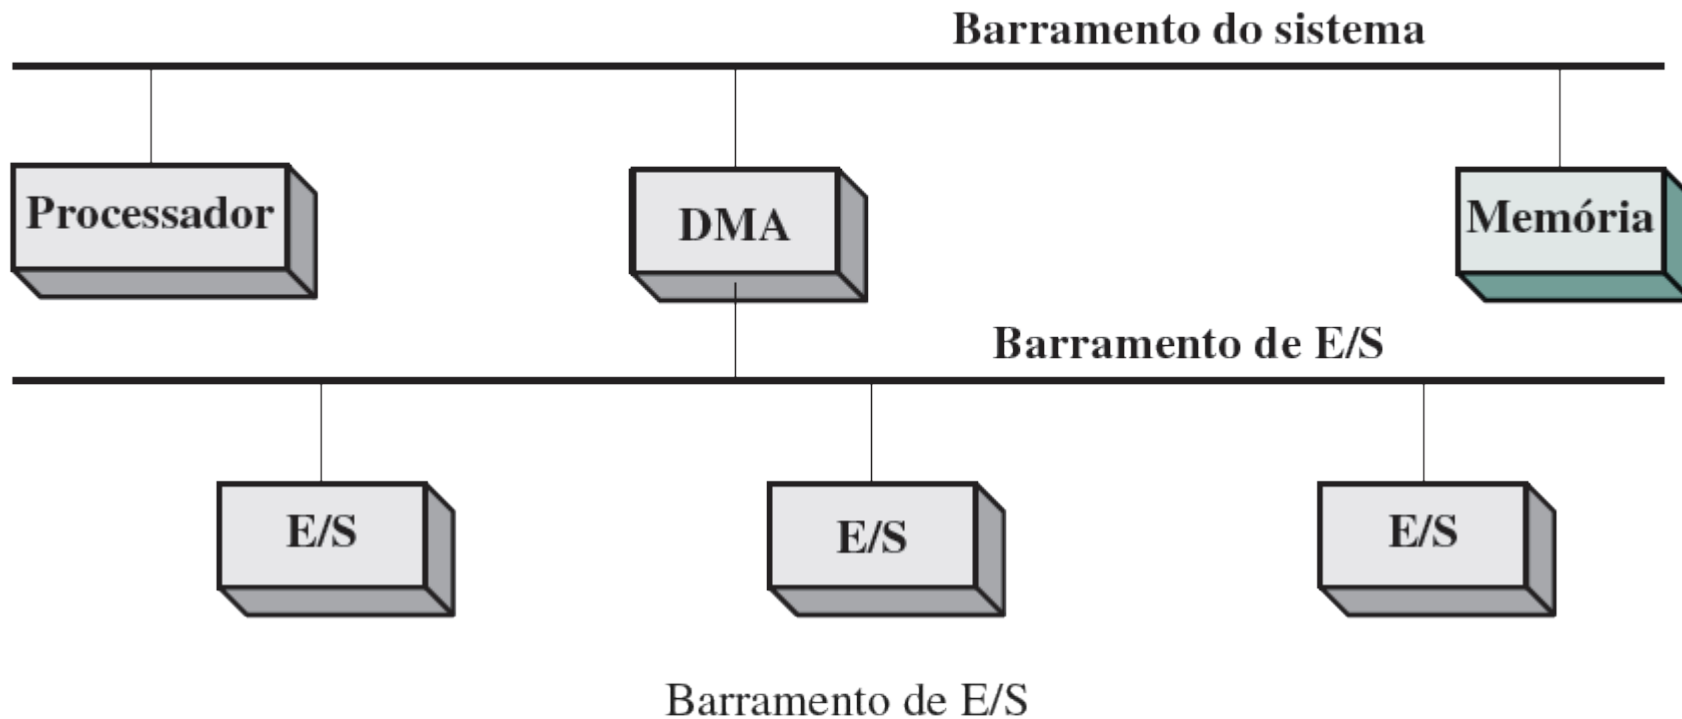 Barramento do sistema
Processador
DMA
Memória
Barramento de E/S
E/S
E/S
E/S
Barramento de E/S